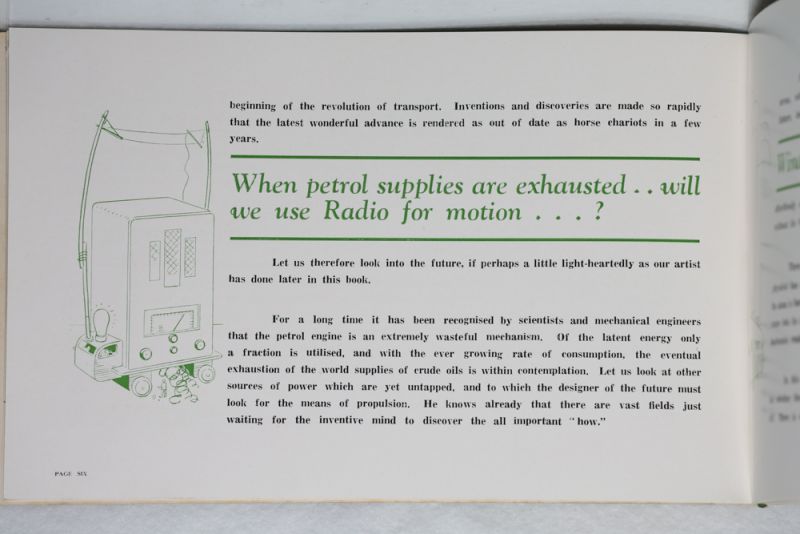 beginning of the revolution of transport. Inventions and discoveries are made so rapidly
that the latest wonderful advance is rendered as out of date as horse chariots in a few
years.
When petrol supplies are exhausted . . will
we use Radio for motion . . . ?
Let us therefore look into the future, if perhaps a little light-heartedly as our artist
has done later in this book.
For a long time it has been recognised by scientists and mechanical engineers
that the petrol engine is an extremely wasteful mechanism. Of the latent energy only
a fraction is utilised, and with the ever growing rate of consumption, the eventual
exhaustion of the world supplies of crude oils is within contemplation. Let us look at other
sources of power which are yet untapped, and to which the designer of the future must
look for the means of propulsion. He knows already that there are vast fields just
waiting for the inventive mind to discover the all important "how."
PAGE SIX